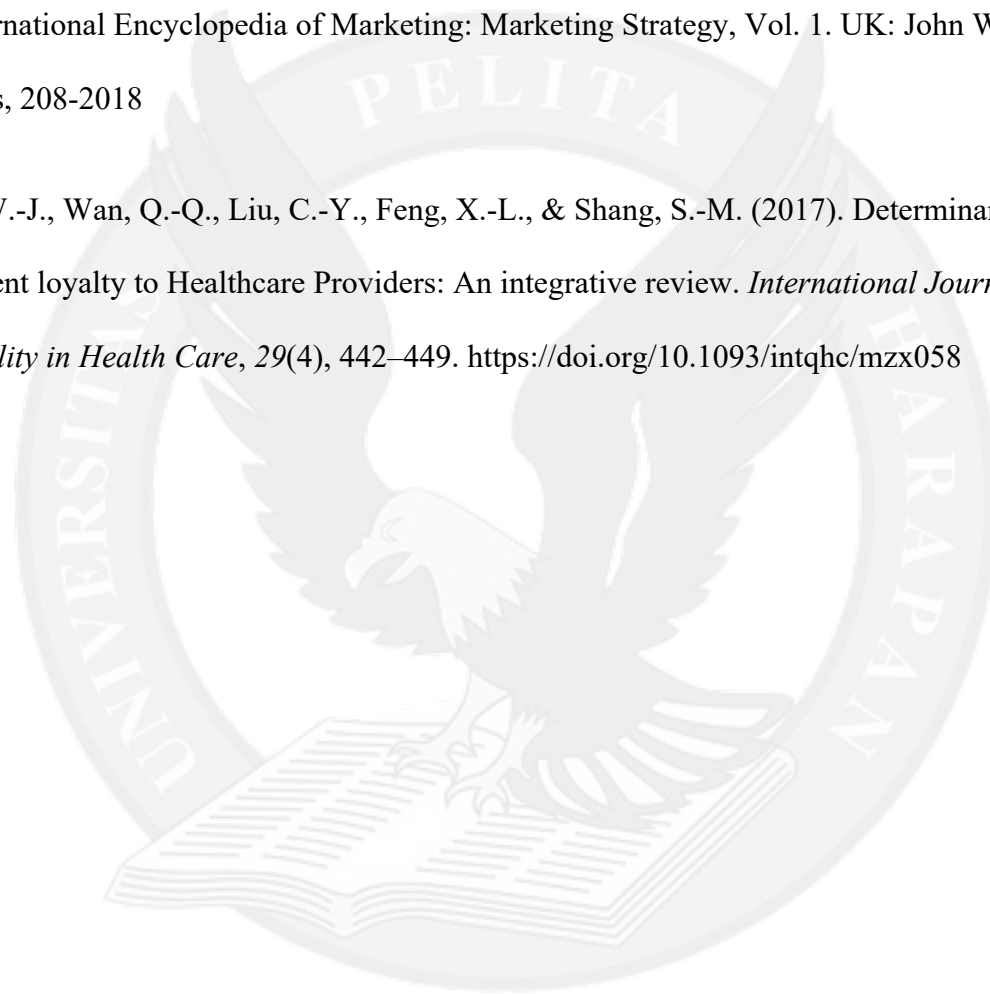 rnational Encyclopedia of Marketing: Marketing Strategy, Vol. 1. UK: John W
s, 208-2018
.-J., Wan, Q.-Q., Liu, C.-Y., Feng, X.-L., & Shang, S.-M. (2017). Determinan
ent loyalty to Healthcare Providers: An integrative review. International Journ
lity in Health Care, 29(4), 442–449. https://doi.org/10.1093/intqhc/mzx058
UNIVERSITAS PELITA HARAPAN